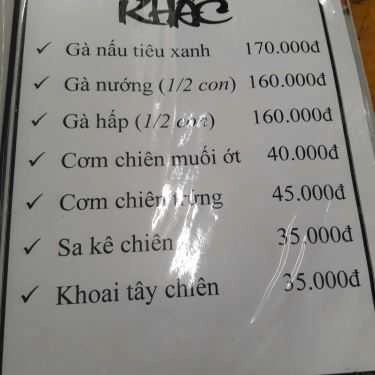 KHÁC
✓ Gà nấu tiêu xanh 170.000đ
✓ Gà nướng (1/2 con) 160.000đ
✓ Gà hấp (1/2 con) 160.000đ
✓ Cơm chiên muối ớt 40.000đ
✓ Cơm chiên trứng 45.000đ
✓ Sa kê chiên 35.000đ
✓ Khoai tây chiên 35.000đ